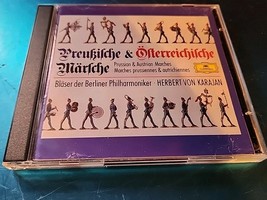 Preußische & Österreichische
Märsche
Prussian & Austrian Marches
Marches prussiennes & autrichiennes
Bläser der Berliner Philharmoniker · HERBERT VON KARAJAN